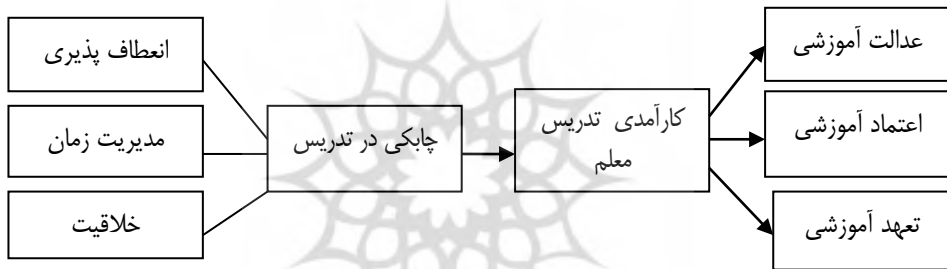 انعطاف پذیری
مدیریت زمان
خلاقیت
چابکی در تدریس
کارآمدی تدریس
معلم
عدالت آموزشی
اعتماد آموزشی
تعهد آموزشی